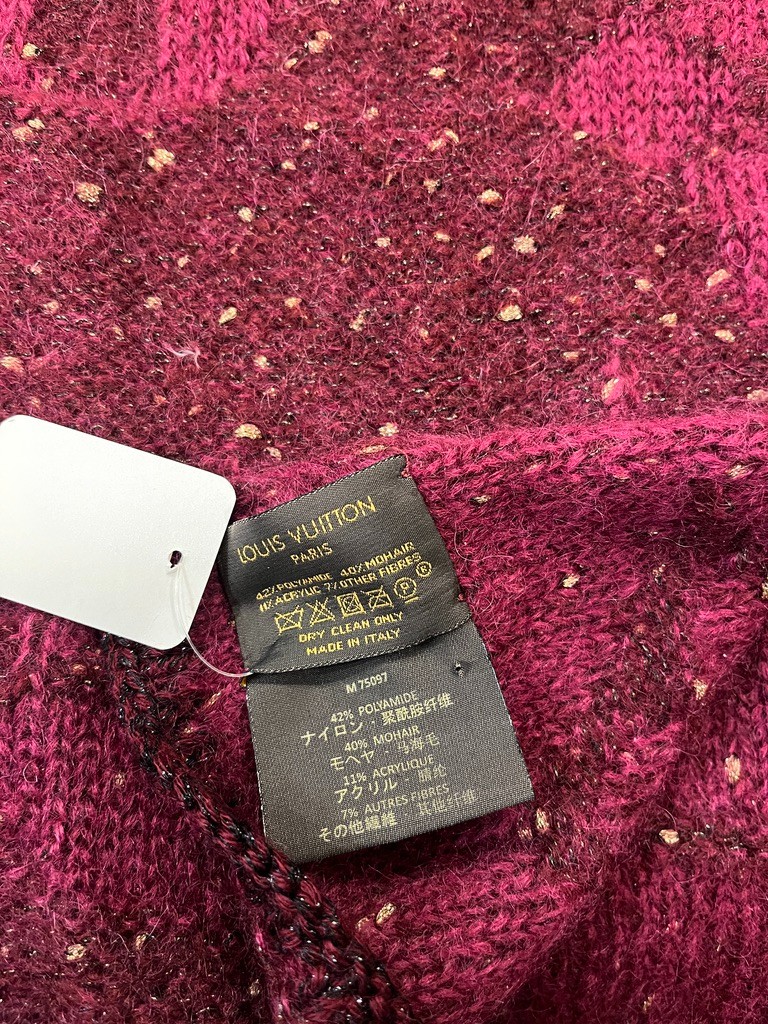 LOUIS VUITTON
PARIS
42% POLYAMIDE 40% MOHAIR
11% ACRYLIC 7% OTHER FIBRES
P ®
DRY CLEAN ONLY
MADE IN ITALY
M 75097
42% POLYAMIDE
ナイロン・聚酰胺纤维
40% MOHAIR
モヘヤ・马海毛
11% ACRYLIQUE
アクリル・腈纶
7% AUTRES FIBRES
その他繊維・其他纤维